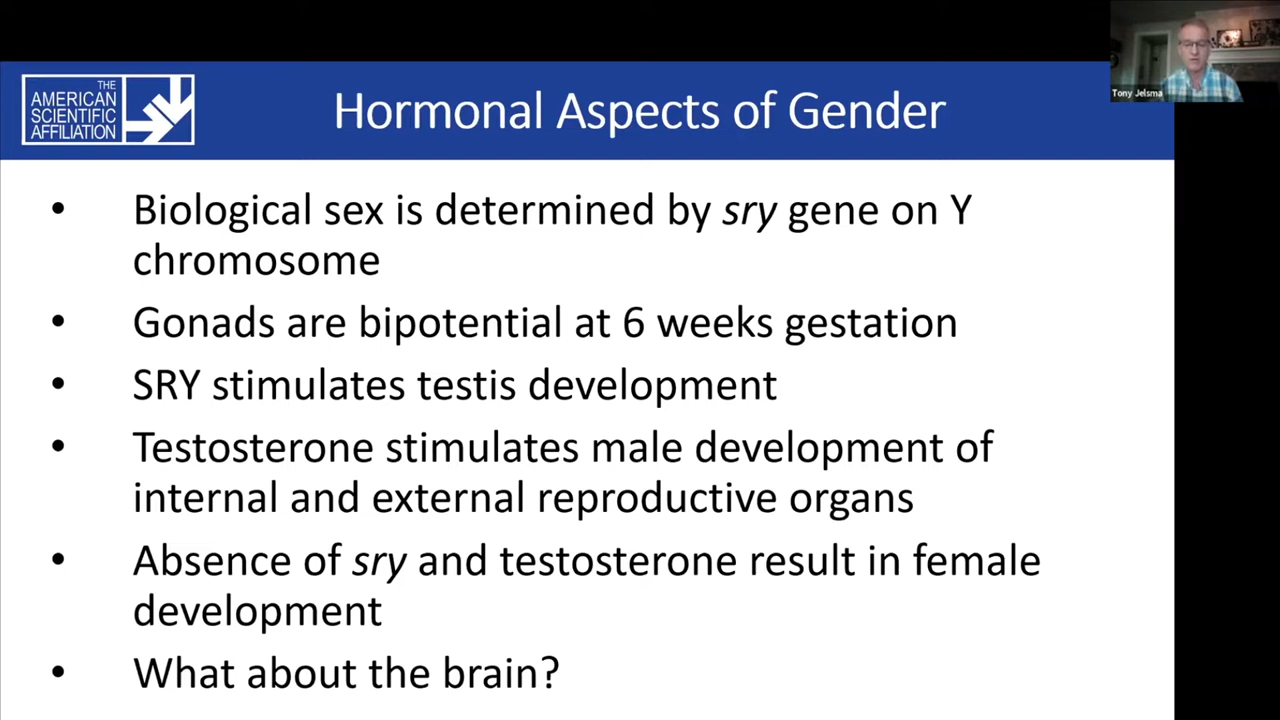 THE
AMERICAN
SCIENTIFIC
AFFILIATION
Hormonal Aspects of Gender
Tony Jelsma
• Biological sex is determined by sry gene on Y
chromosome
• Gonads are bipotential at 6 weeks gestation
• SRY stimulates testis development
• Testosterone stimulates male development of
internal and external reproductive organs
• Absence of sry and testosterone result in female
development
• What about the brain?